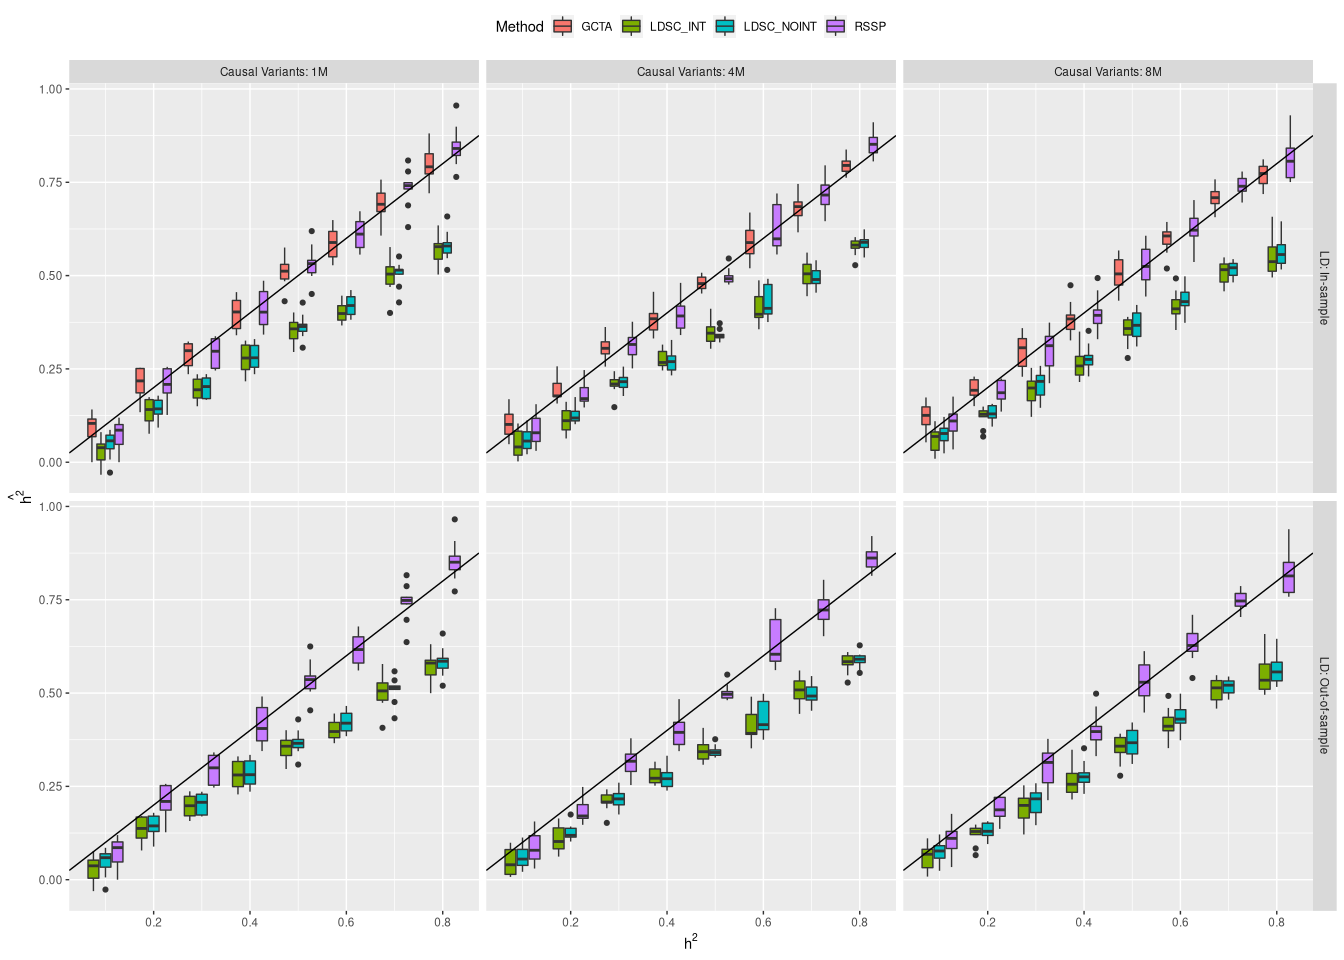 Method GCTA LDSC_INT LDSC_NOINT RSSP
Causal Variants: 1M Causal Variants: 4M Causal Variants: 8M
1.00
0.75
0.50
0.25
0.00
LD: In-sample
ĥ²
1.00
0.75
0.50
0.25
0.00
LD: Out-of-sample
0.2 0.4 0.6 0.8 0.2 0.4 0.6 0.8 0.2 0.4 0.6 0.8
h²